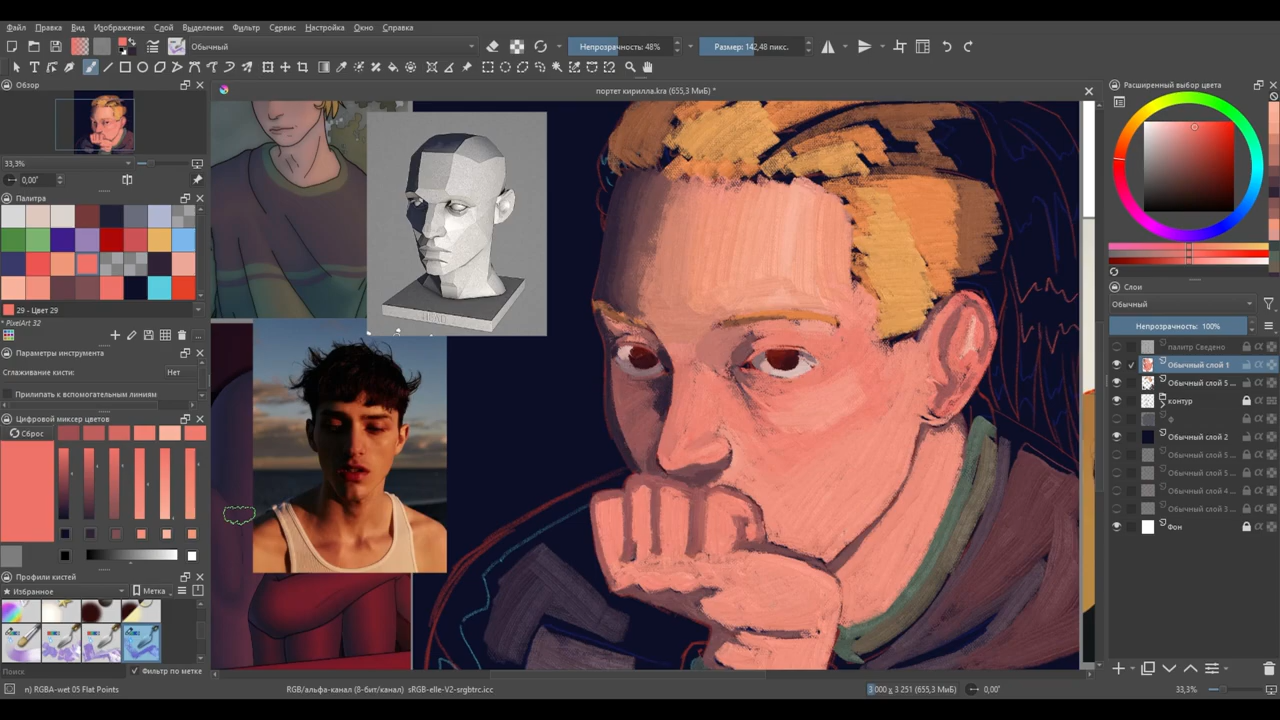 Файл Правка Вид Изображение Слой Выделение Фильтр Сервис Настройка Окно Справка
Обычный
Непрозрачность: 48%
Размер: 142,48 пикс.
Обзор
портет кирилла.kra (655,3 МиБ) *
Расширенный выбор цвета
33,3%
0,00°
Палитра
29 - Цвет 29
* PixelArt 32
Параметры инструмента
Сглаживание кисти: Нет
Прилипать к вспомогательным линиям
Цифровой миксер цветов
Сброс
Профили кистей
Избранное
Метка
Поиск
Фильтр по метке
HEAD
Слои
Обычный
Непрозрачность: 100%
палитр Сведено
Обычный слой 1
Обычный слой 5 ...
контур
ф
Обычный слой 2
Обычный слой 5 ...
Обычный слой 5 ...
Обычный слой 4 ...
Обычный слой 3 ...
Фон
n) RGBA-wet 05 Flat Points
RGB/альфа-канал (8-бит/канал) sRGB-elle-V2-srgbtrc.icc
3 000 x 3 251 (655,3 МиБ)
0,00°
33,3%